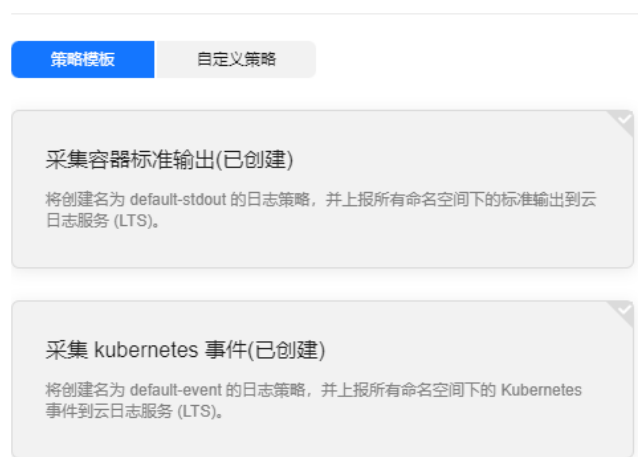 策略模板 自定义策略
采集容器标准输出(已创建)
将创建名为 default-stdout 的日志策略，并上报所有命名空间下的标准输出到云
日志服务 (LTS)。
采集 kubernetes 事件(已创建)
将创建名为 default-event 的日志策略，并上报所有命名空间下的 Kubernetes
事件到云日志服务 (LTS)。